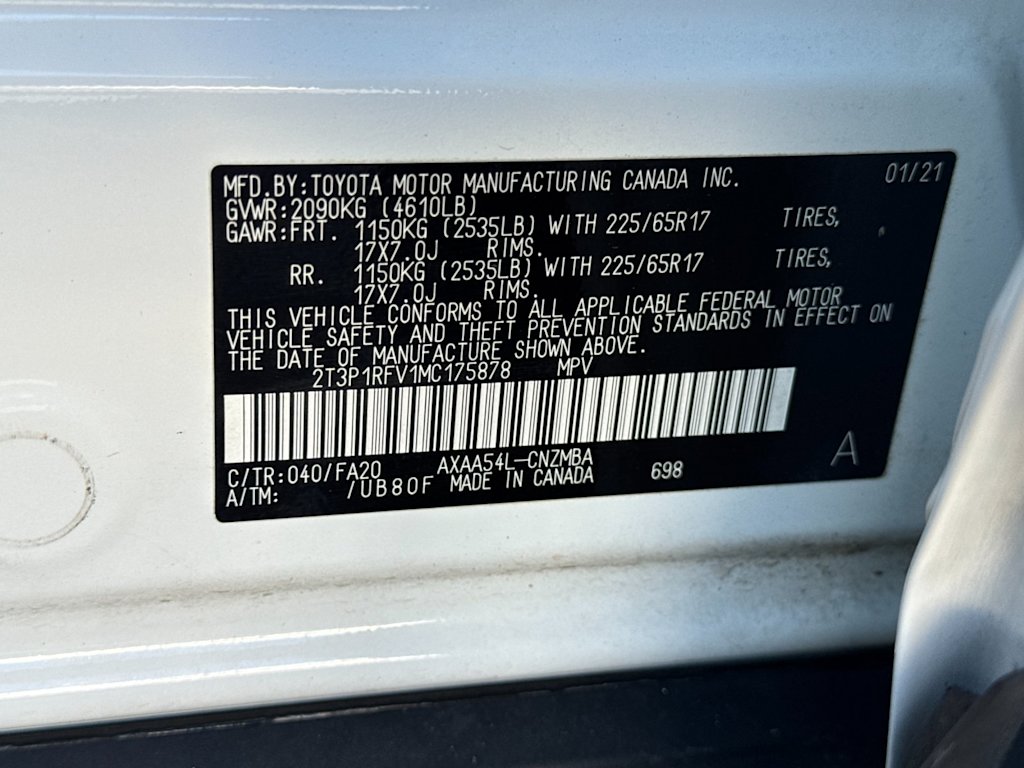 MFD.BY:TOYOTA MOTOR MANUFACTURING CANADA INC. 01/21
GVWR:2090KG (4610LB)
GAWR:FRT. 1150KG (2535LB) WITH 225/65R17 TIRES,
17X7.0J RIMS.
RR. 1150KG (2535LB) WITH 225/65R17 TIRES,
17X7.0J RIMS.
THIS VEHICLE CONFORMS TO ALL APPLICABLE FEDERAL MOTOR
VEHICLE SAFETY AND THEFT PREVENTION STANDARDS IN EFFECT ON
THE DATE OF MANUFACTURE SHOWN ABOVE.
2T3P1RFV1MC175878 MPV
C/TR:040/FA20 AXAA54L-CNZMBA 698 A
A/TM: /UB80F MADE IN CANADA